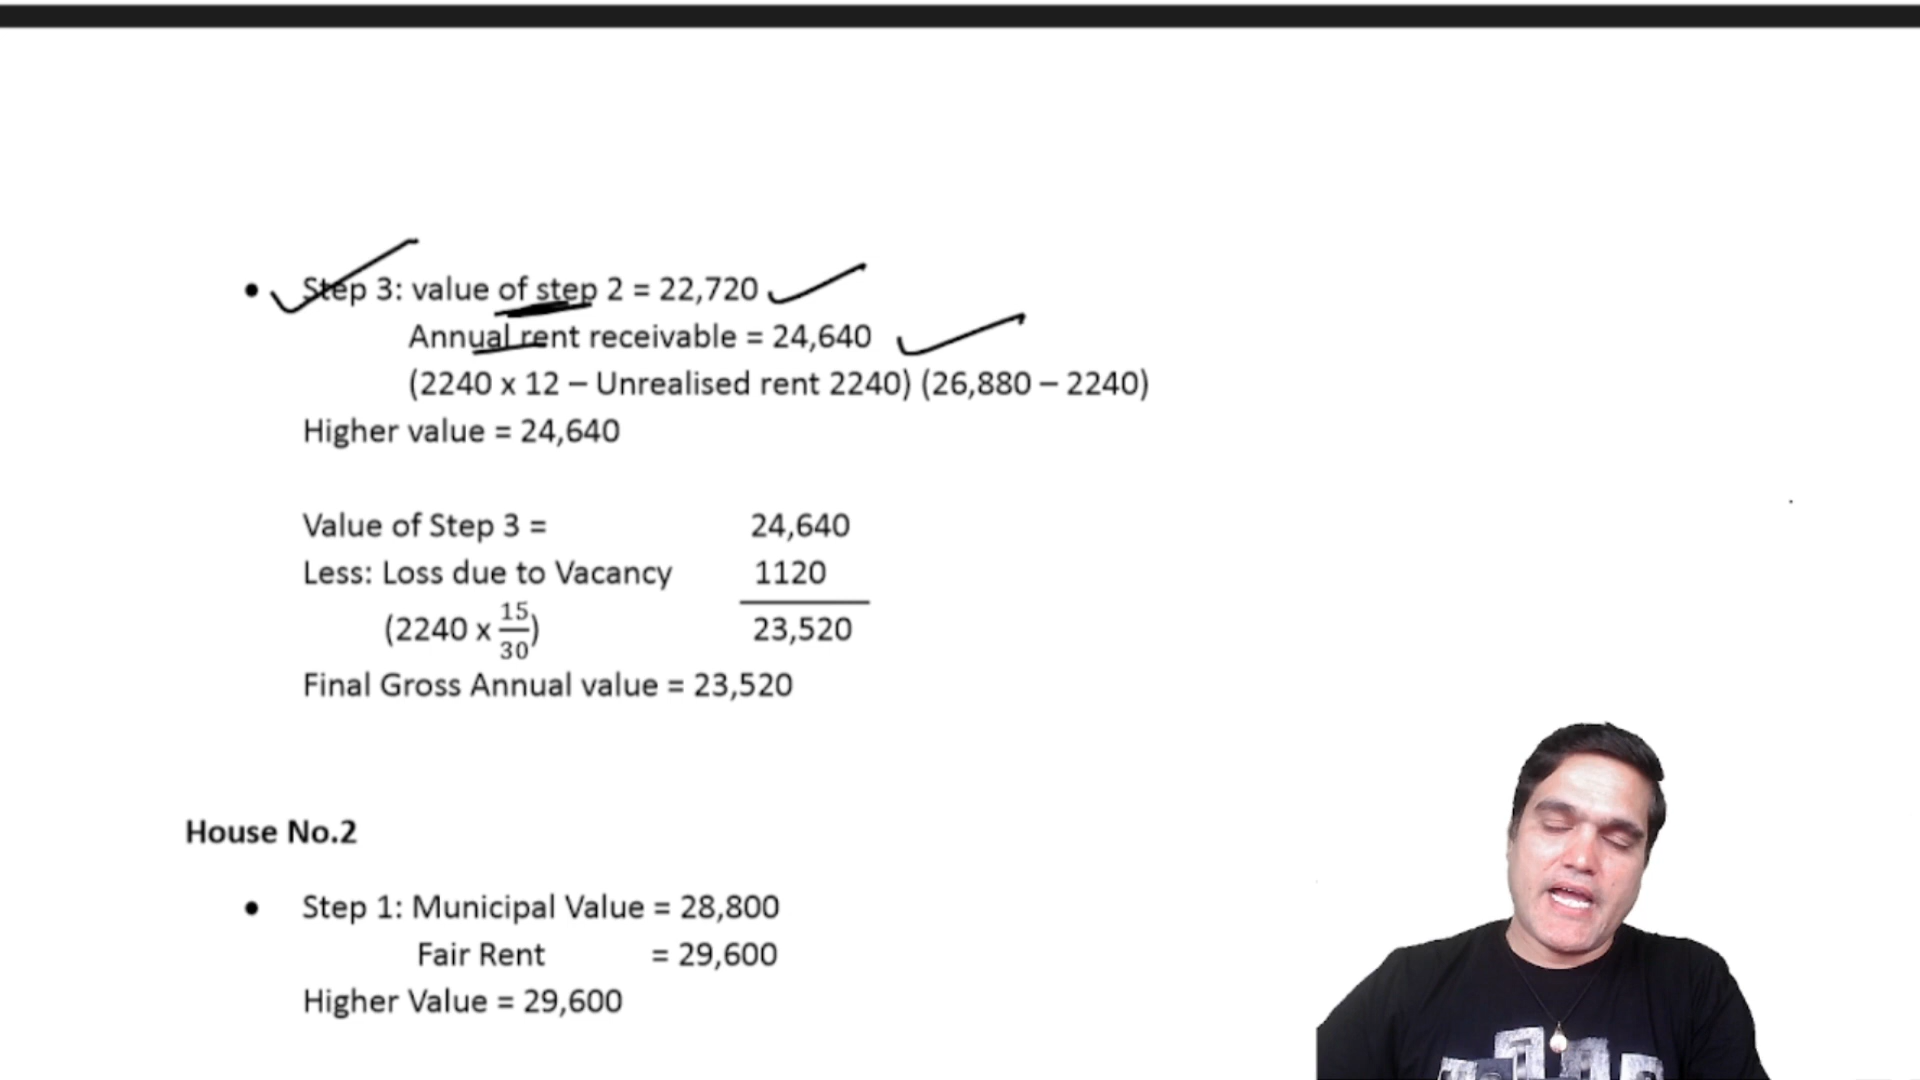 • Step 3: value of step 2 = 22,720
Annual rent receivable = 24,640
(2240 x 12 – Unrealised rent 2240) (26,880 – 2240)
Higher value = 24,640
Value of Step 3 = 24,640
Less: Loss due to Vacancy 1120
(2240 x 15/30) 23,520
Final Gross Annual value = 23,520
House No.2
• Step 1: Municipal Value = 28,800
Fair Rent = 29,600
Higher Value = 29,600